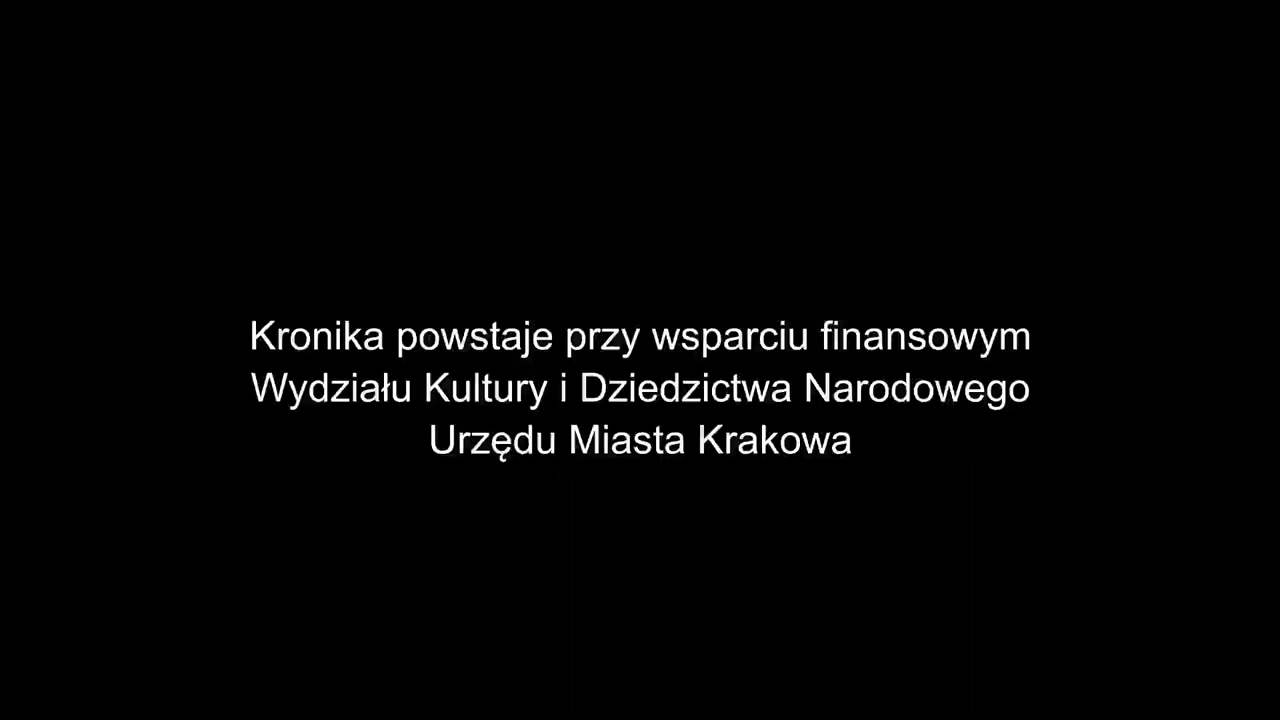 Kronika powstaje przy wsparciu finansowym
Wydziału Kultury i Dziedzictwa Narodowego
Urzędu Miasta Krakowa